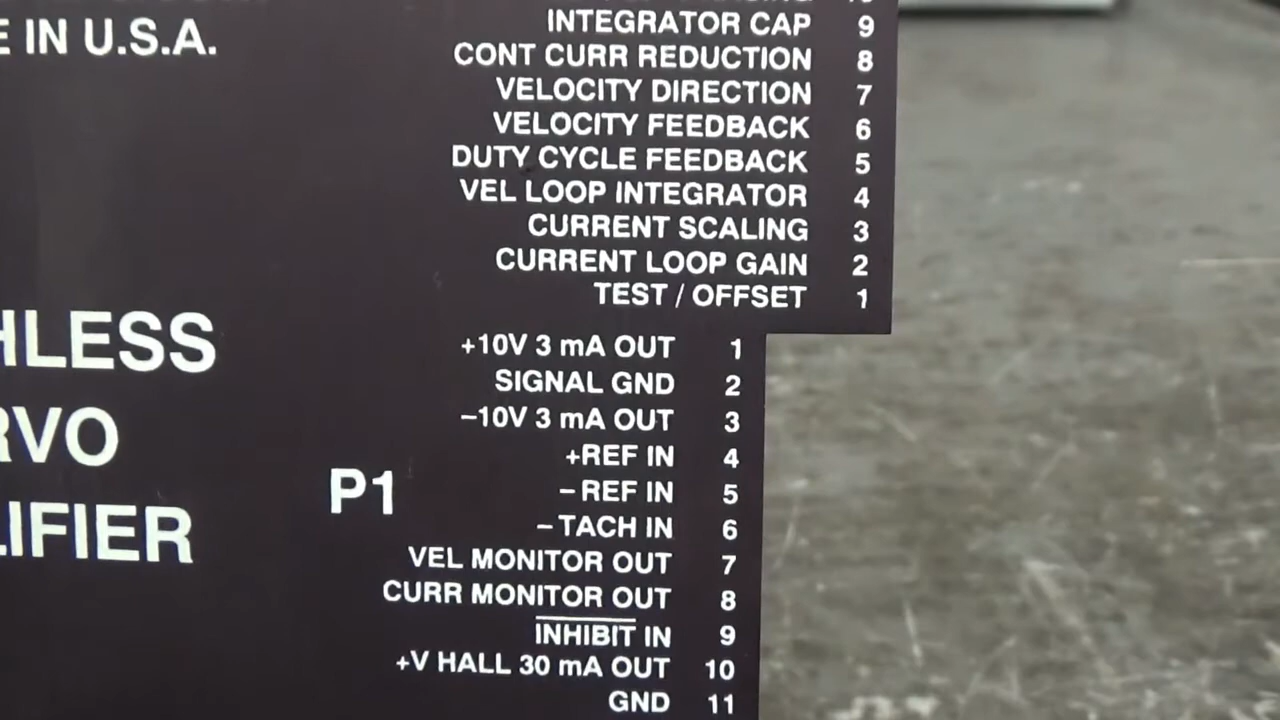 E IN U.S.A.
INTEGRATOR CAP 9
CONT CURR REDUCTION 8
VELOCITY DIRECTION 7
VELOCITY FEEDBACK 6
DUTY CYCLE FEEDBACK 5
VEL LOOP INTEGRATOR 4
CURRENT SCALING 3
CURRENT LOOP GAIN 2
TEST / OFFSET 1
HLESS
RVO
LIFIER
P1
+10V 3 mA OUT 1
SIGNAL GND 2
–10V 3 mA OUT 3
+REF IN 4
– REF IN 5
– TACH IN 6
VEL MONITOR OUT 7
CURR MONITOR OUT 8
INHIBIT IN 9
+V HALL 30 mA OUT 10
GND 11